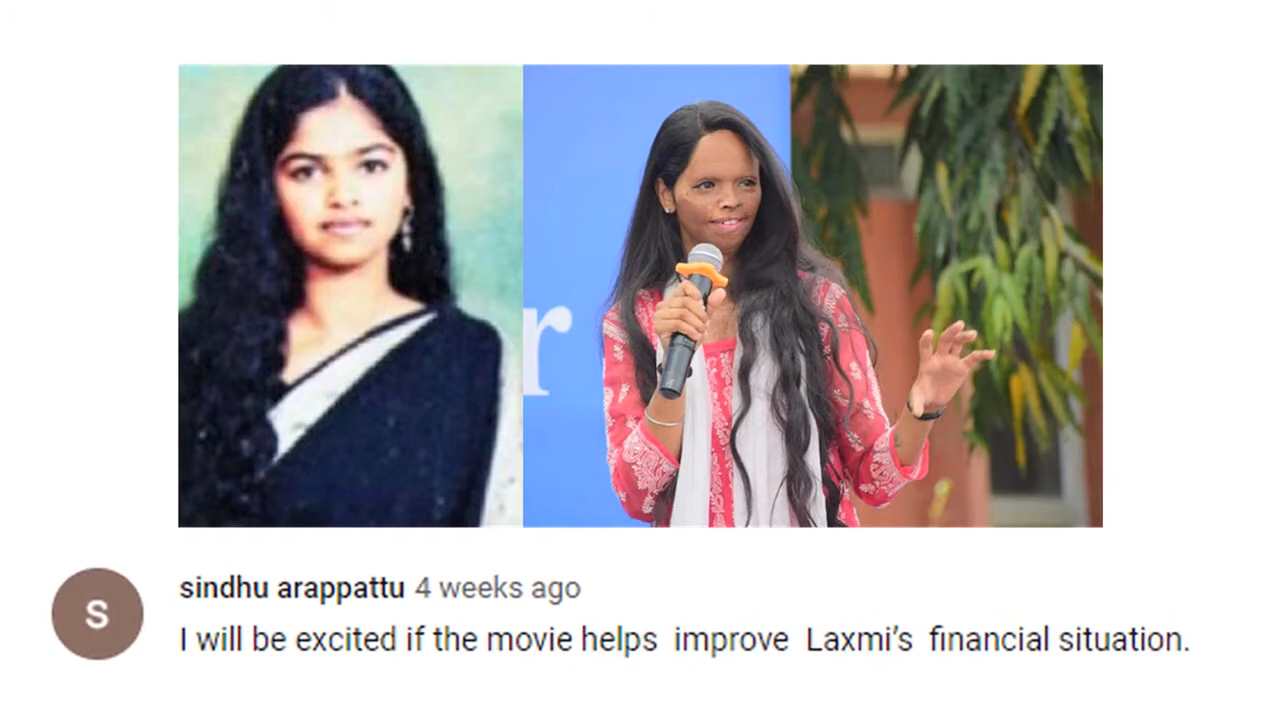 r
S
sindhu arappattu 4 weeks ago
I will be excited if the movie helps improve Laxmi's financial situation.